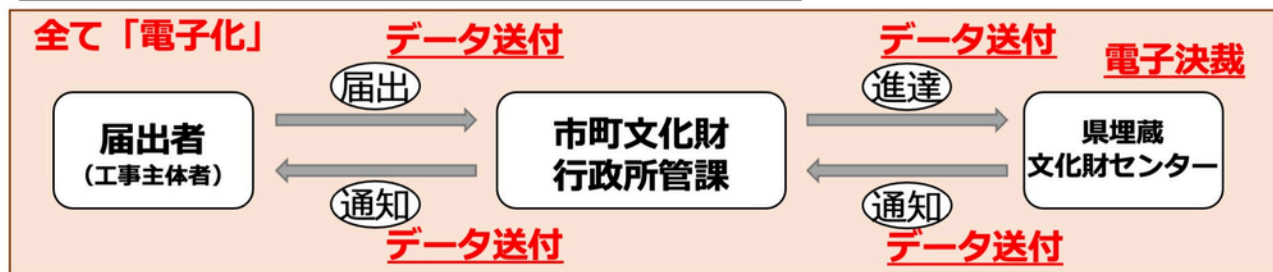 全て「電子化」
データ送付
データ送付
電子決裁
届出
進達
届出者
(工事主体者)
市町文化財
行政所管課
県埋蔵
文化財センター
通知
通知
データ送付
データ送付